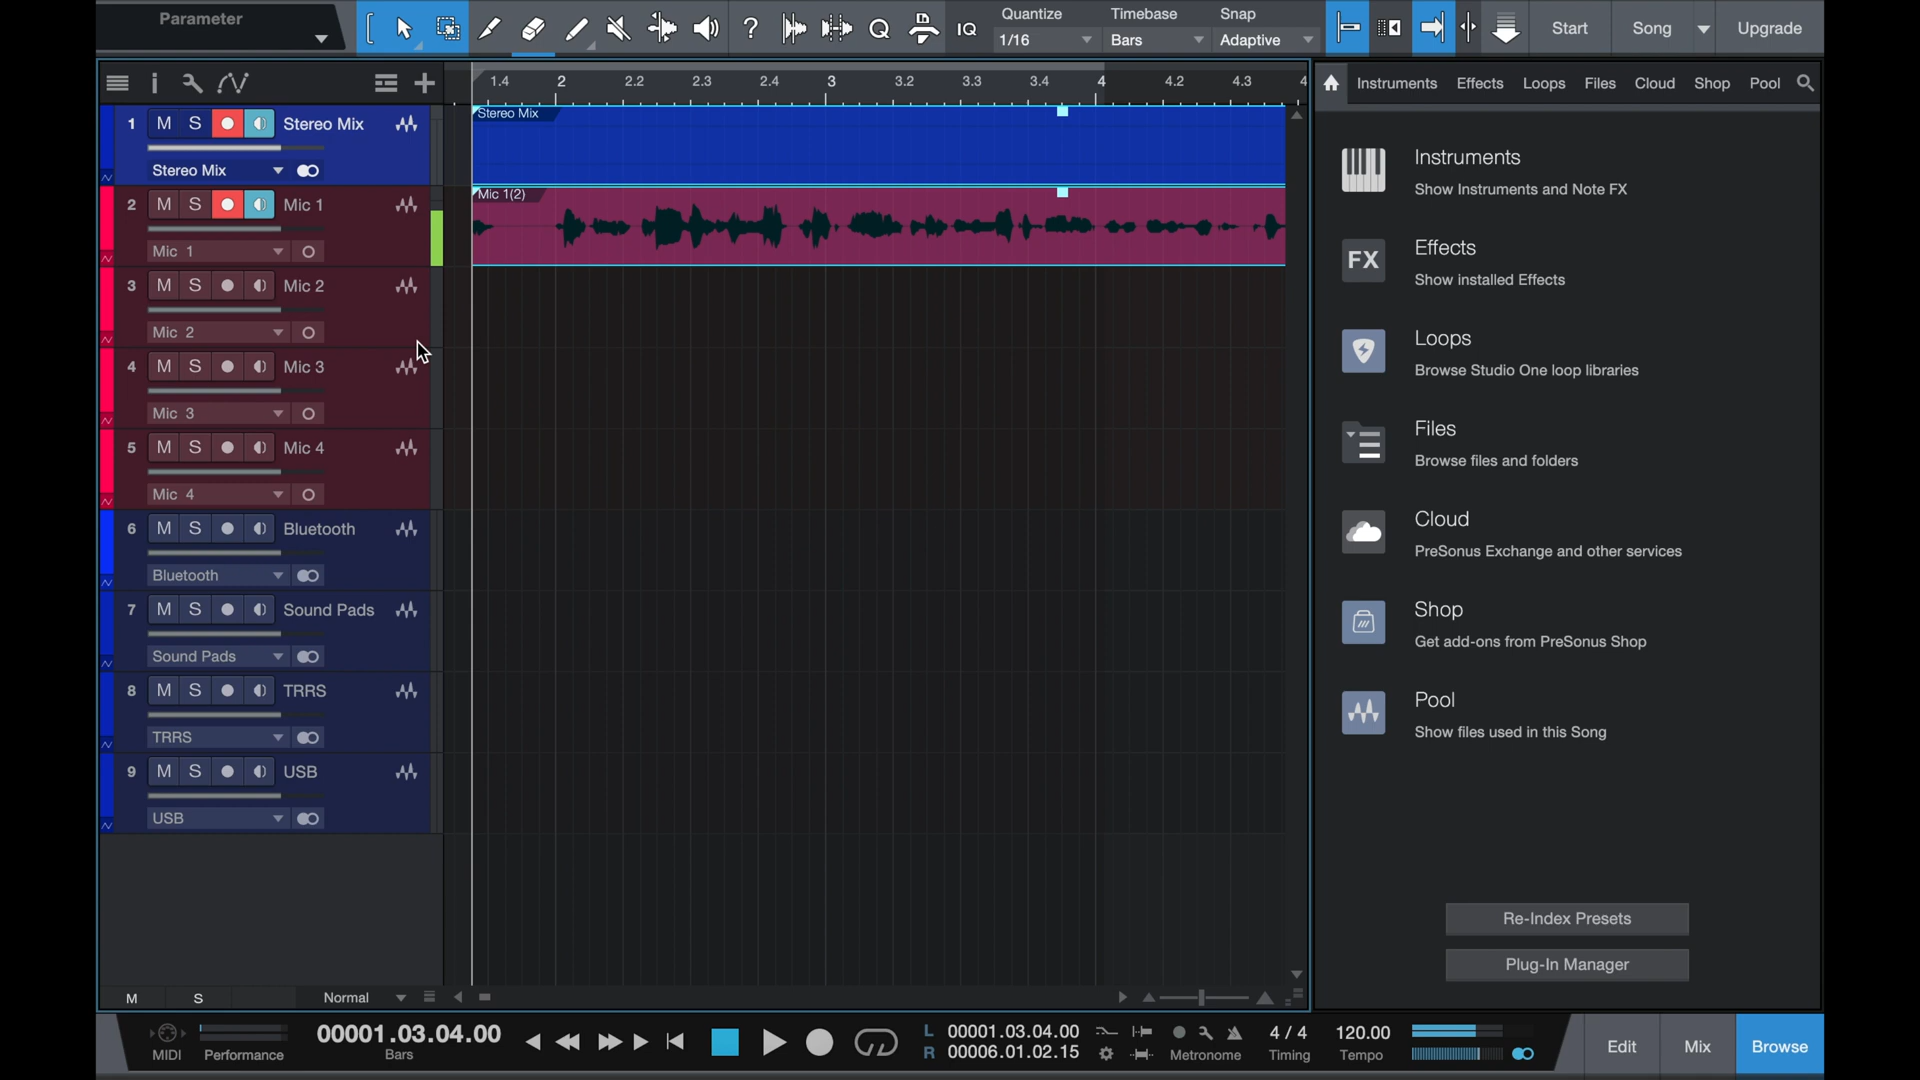 Parameter
?
Q
IQ
Quantize
1/16
Timebase
Bars
Snap
Adaptive
Start
Song
Upgrade
1.4 2 2.2 2.3 2.4 3 3.2 3.3 3.4 4 4.2 4.3 4
Instruments Effects Loops Files Cloud Shop Pool
1 M S Stereo Mix
Stereo Mix
2 M S Mic 1
Mic 1
3 M S Mic 2
Mic 2
4 M S Mic 3
Mic 3
5 M S Mic 4
Mic 4
6 M S Bluetooth
Bluetooth
7 M S Sound Pads
Sound Pads
8 M S TRRS
TRRS
9 M S USB
USB
Stereo Mix
Mic 1(2)
Instruments
Show Instruments and Note FX
FX
Effects
Show installed Effects
Loops
Browse Studio One loop libraries
Files
Browse files and folders
Cloud
PreSonus Exchange and other services
Shop
Get add-ons from PreSonus Shop
Pool
Show files used in this Song
Re-Index Presets
Plug-In Manager
M S Normal
MIDI
Performance
00001.03.04.00
Bars
L 00001.03.04.00
R 00006.01.02.15
Metronome
4 / 4
Timing
120.00
Tempo
Edit
Mix
Browse